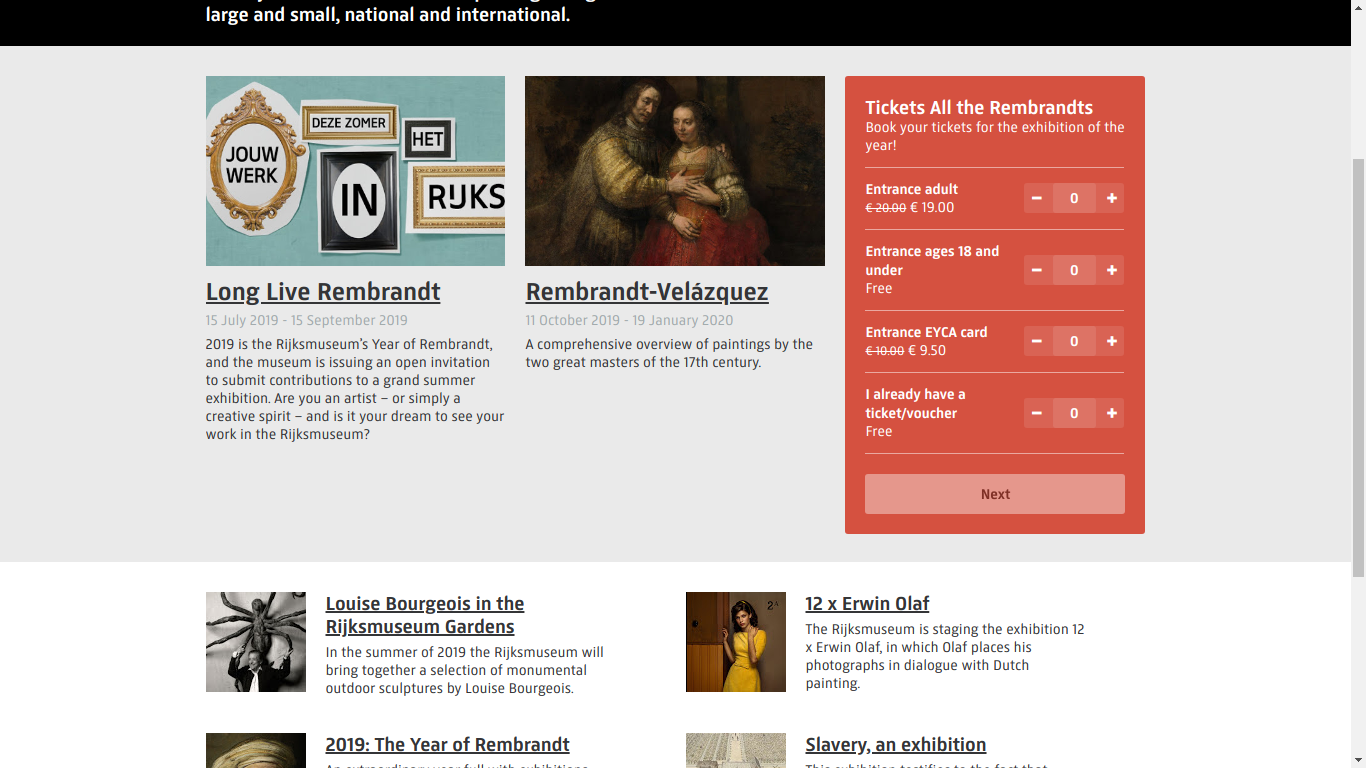 large and small, national and international.
JOUW
WERK
DEZE ZOMER
HET
IN
RIJKS
Long Live Rembrandt
15 July 2019 - 15 September 2019
2019 is the Rijksmuseum's Year of Rembrandt,
and the museum is issuing an open invitation
to submit contributions to a grand summer
exhibition. Are you an artist – or simply a
creative spirit – and is it your dream to see your
work in the Rijksmuseum?
Rembrandt-Velázquez
11 October 2019 - 19 January 2020
A comprehensive overview of paintings by the
two great masters of the 17th century.
Tickets All the Rembrandts
Book your tickets for the exhibition of the
year!
Entrance adult
€ 20.00 € 19.00
− 0 +
Entrance ages 18 and
under
Free
− 0 +
Entrance EYCA card
€ 10.00 € 9.50
− 0 +
I already have a
ticket/voucher
Free
− 0 +
Next
Louise Bourgeois in the
Rijksmuseum Gardens
In the summer of 2019 the Rijksmuseum will
bring together a selection of monumental
outdoor sculptures by Louise Bourgeois.
2A
12 x Erwin Olaf
The Rijksmuseum is staging the exhibition 12
x Erwin Olaf, in which Olaf places his
photographs in dialogue with Dutch
painting.
2019: The Year of Rembrandt
Slavery, an exhibition